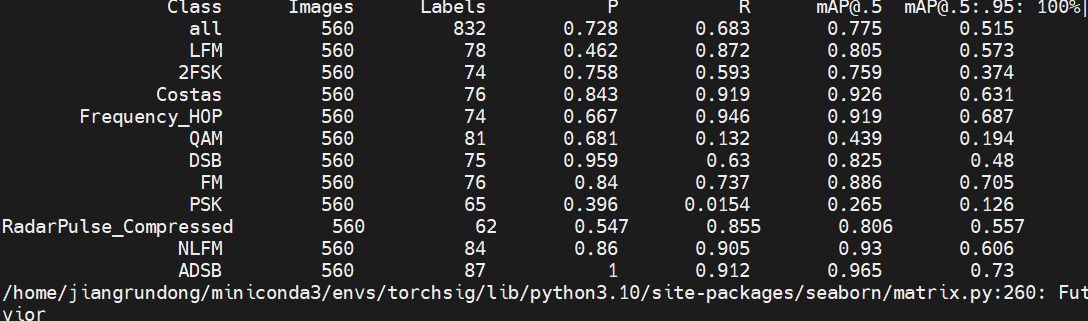 Class Images Labels P R mAP@.5 mAP@.5:.95: 100%|
all 560 832 0.728 0.683 0.775 0.515
LFM 560 78 0.462 0.872 0.805 0.573
2FSK 560 74 0.758 0.593 0.759 0.374
Costas 560 76 0.843 0.919 0.926 0.631
Frequency_HOP 560 74 0.667 0.946 0.919 0.687
QAM 560 81 0.681 0.132 0.439 0.194
DSB 560 75 0.959 0.63 0.825 0.48
FM 560 76 0.84 0.737 0.886 0.705
PSK 560 65 0.396 0.0154 0.265 0.126
RadarPulse_Compressed 560 62 0.547 0.855 0.806 0.557
NLFM 560 84 0.86 0.905 0.93 0.606
ADSB 560 87 1 0.912 0.965 0.73
/home/jiangrundong/miniconda3/envs/torchsig/lib/python3.10/site-packages/seaborn/matrix.py:260: Fut
vior